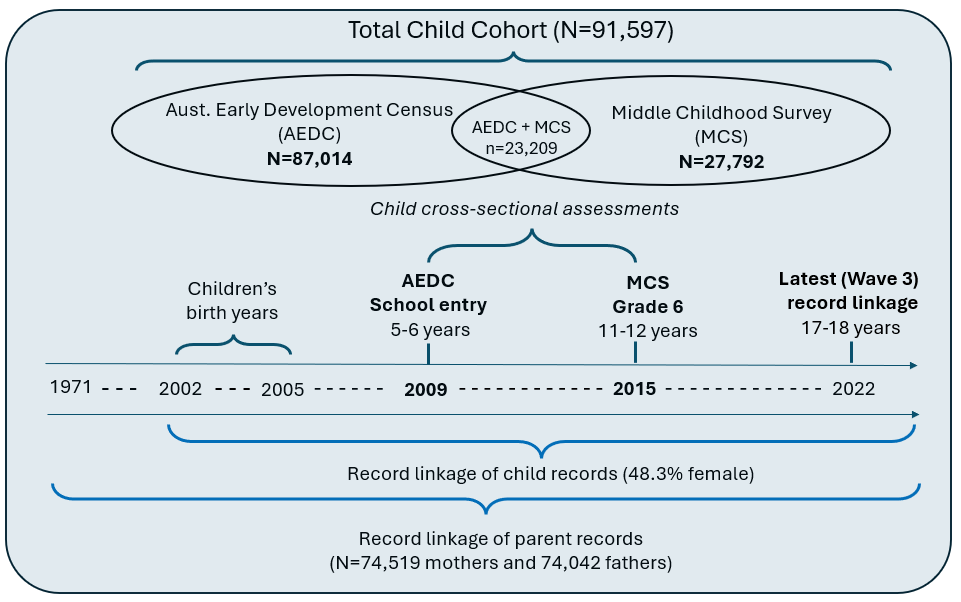 Total Child Cohort (N=91,597)
Aust. Early Development Census
(AEDC)
N=87,014
AEDC + MCS
n=23,209
Middle Childhood Survey
(MCS)
N=27,792
Child cross-sectional assessments
Children’s
birth years
AEDC
School entry
5-6 years
MCS
Grade 6
11-12 years
Latest (Wave 3)
record linkage
17-18 years
1971 --- 2002 --- 2005 ------ 2009 ------------ 2015 ------------ 2022
Record linkage of child records (48.3% female)
Record linkage of parent records
(N=74,519 mothers and 74,042 fathers)